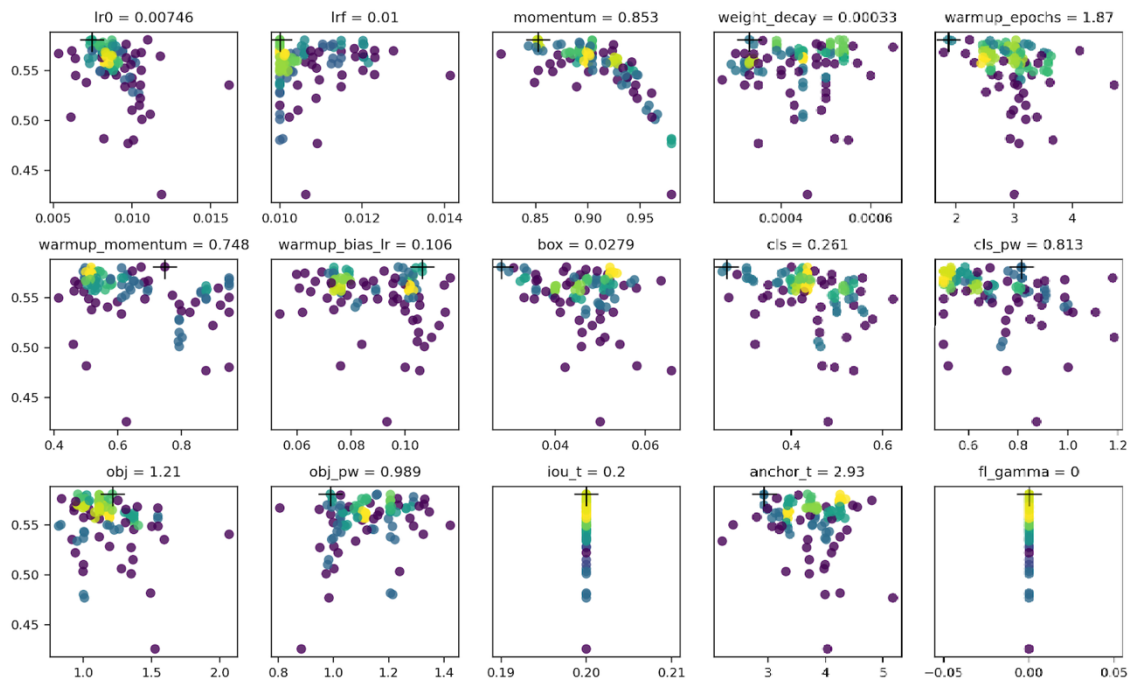 lr0 = 0.00746 lrf = 0.01 momentum = 0.853 weight_decay = 0.00033 warmup_epochs = 1.87
0.55
0.50
0.45
0.005 0.010 0.015 0.010 0.012 0.014 0.85 0.90 0.95 0.0004 0.0006 2 3 4
warmup_momentum = 0.748 warmup_bias_lr = 0.106 box = 0.0279 cls = 0.261 cls_pw = 0.813
0.55
0.50
0.45
0.4 0.6 0.8 0.06 0.08 0.10 0.04 0.06 0.4 0.6 0.6 0.8 1.0 1.2
obj = 1.21 obj_pw = 0.989 iou_t = 0.2 anchor_t = 2.93 fl_gamma = 0
0.55
0.50
0.45
1.0 1.5 2.0 0.8 1.0 1.2 1.4 0.19 0.20 0.21 3 4 5 −0.05 0.00 0.05